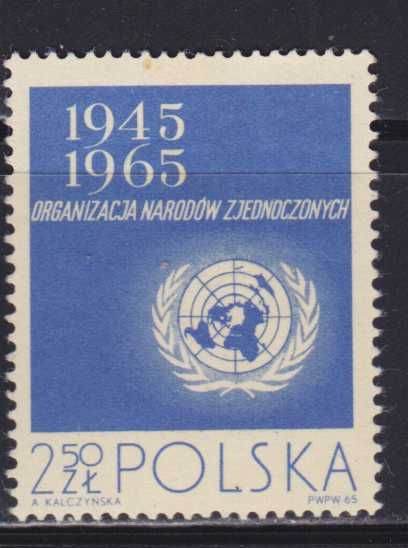 1945
1965
ORGANIZACJA NARODÓW ZJEDNOCZONYCH
2 50 ZŁ POLSKA
A. KALCZYŃSKA PWPW-65